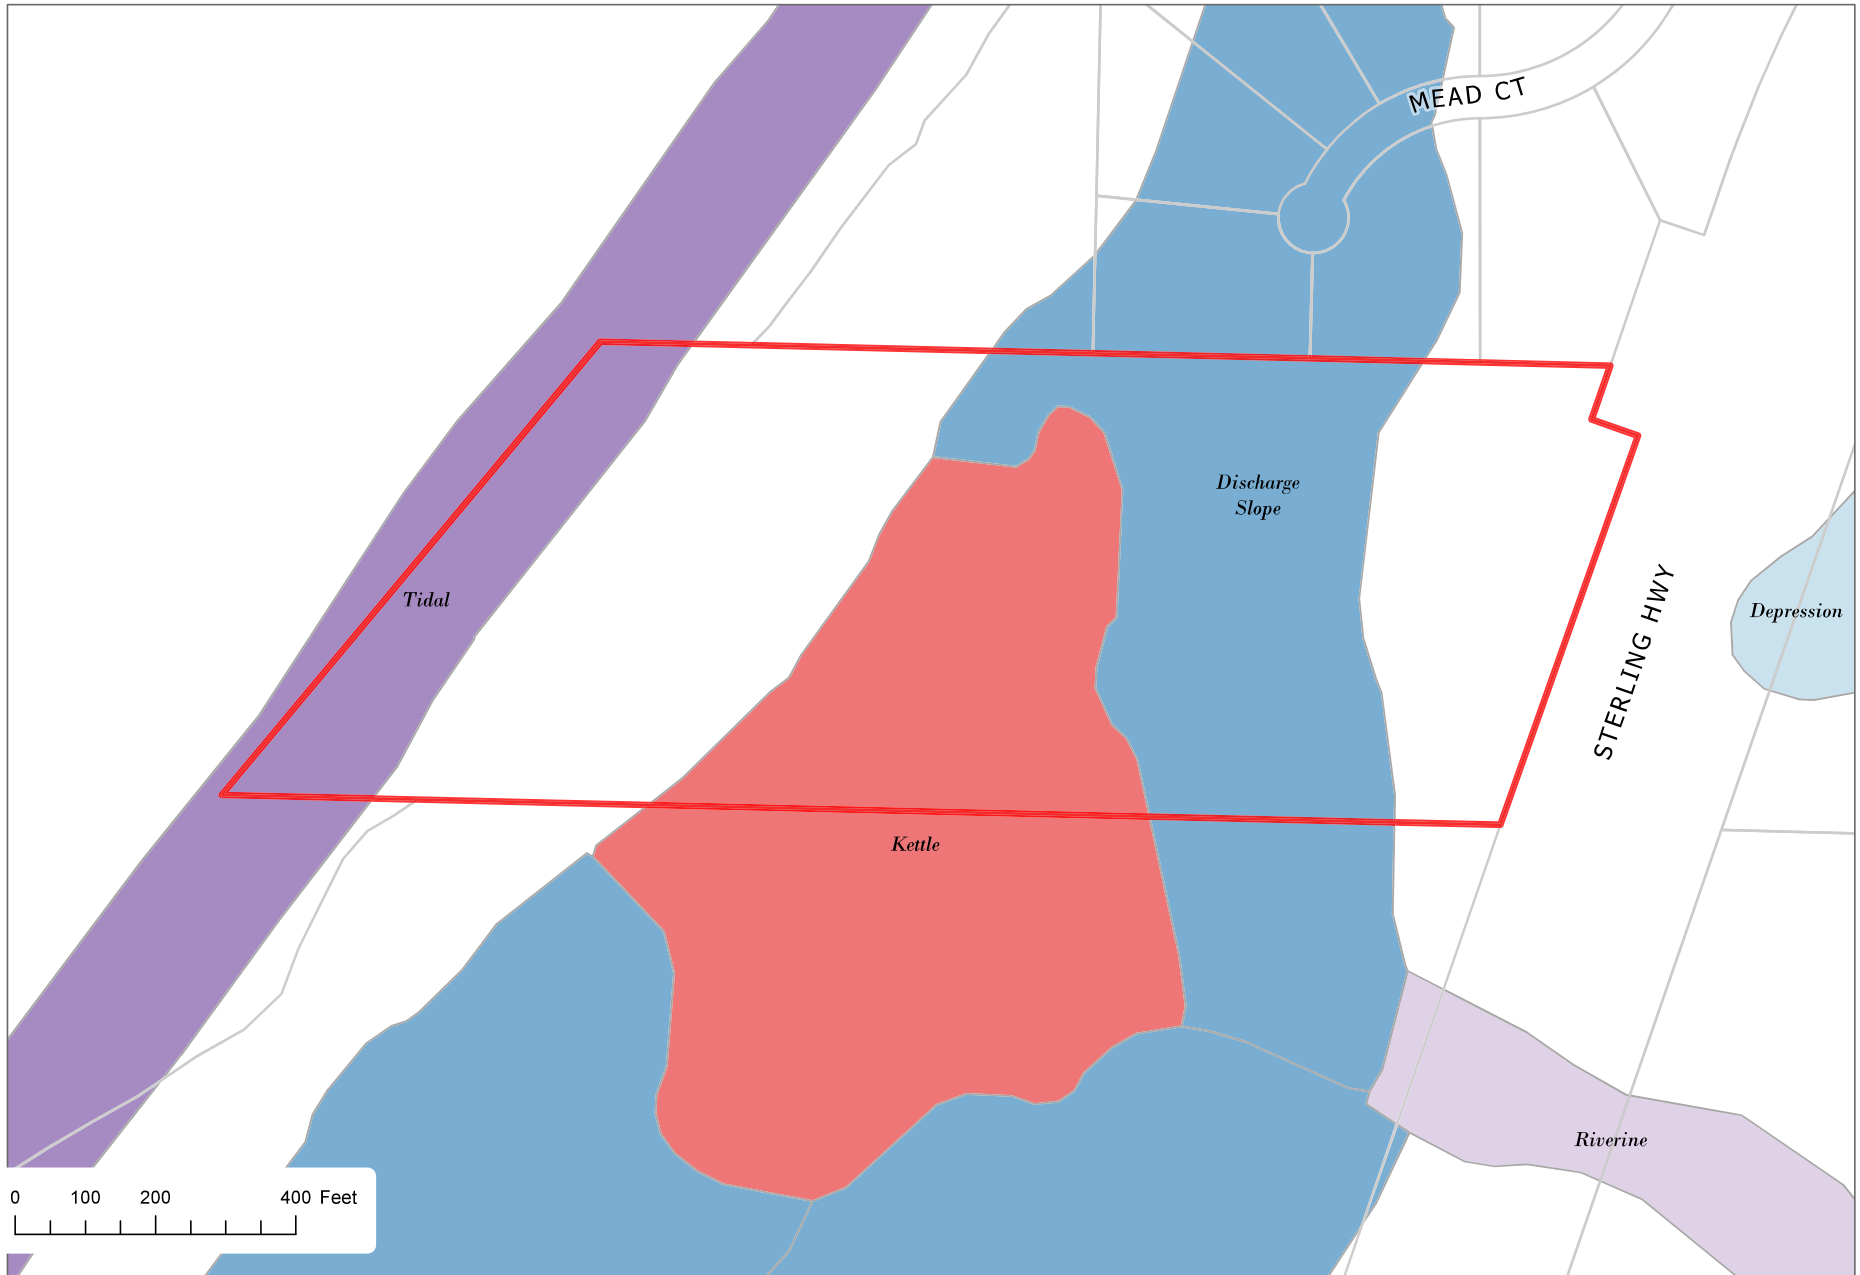 MEAD CT
Discharge
Slope
Tidal
STERLING HWY
Depression
Kettle
Riverine
0 100 200 400 Feet